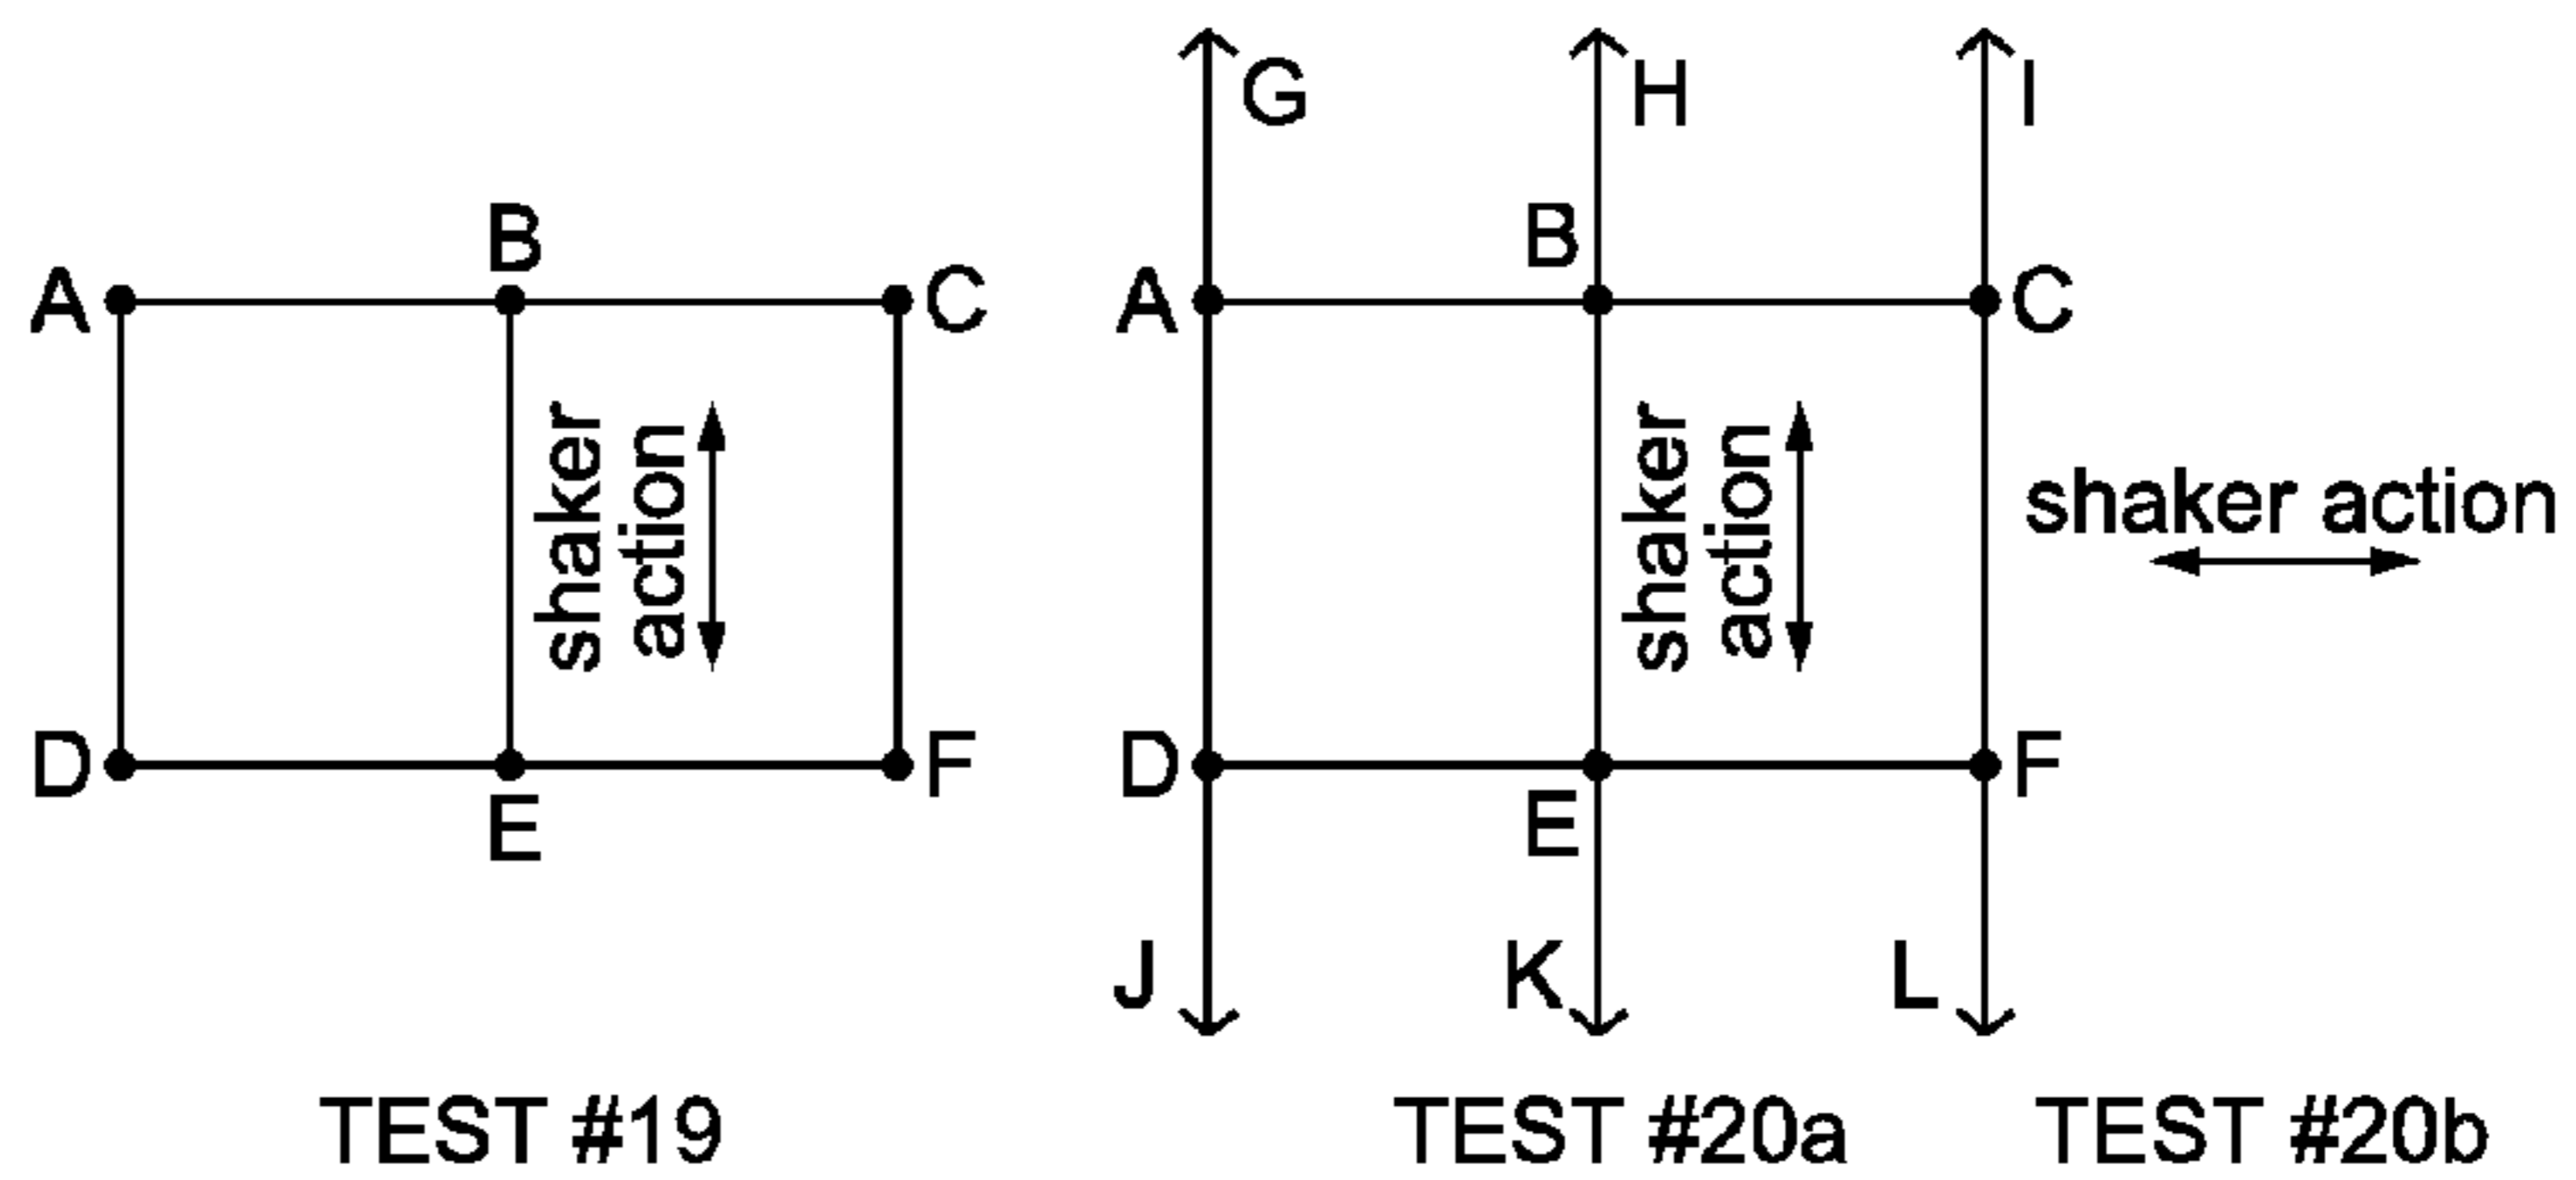 G H I
B B
A C A C
shaker
action
shaker
action
shaker action
D F D F
E E
J K L
TEST #19 TEST #20a TEST #20b